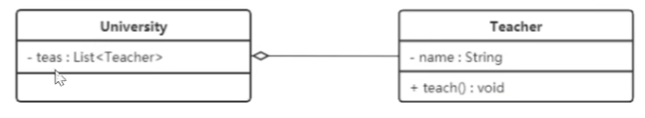 University
- teas : List<Teacher>
Teacher
- name : String
+ teach() : void